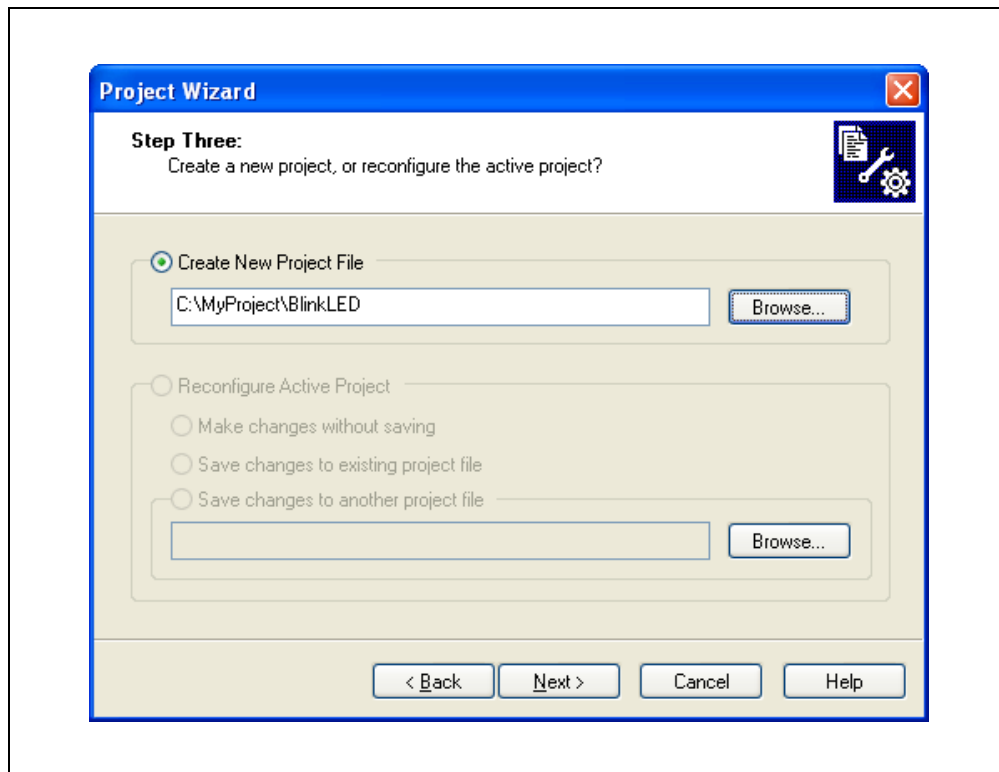 Project Wizard
Step Three:
Create a new project, or reconfigure the active project?
Create New Project File
C:\MyProject\BlinkLED
Browse...
Reconfigure Active Project
Make changes without saving
Save changes to existing project file
Save changes to another project file
Browse...
< Back
Next >
Cancel
Help